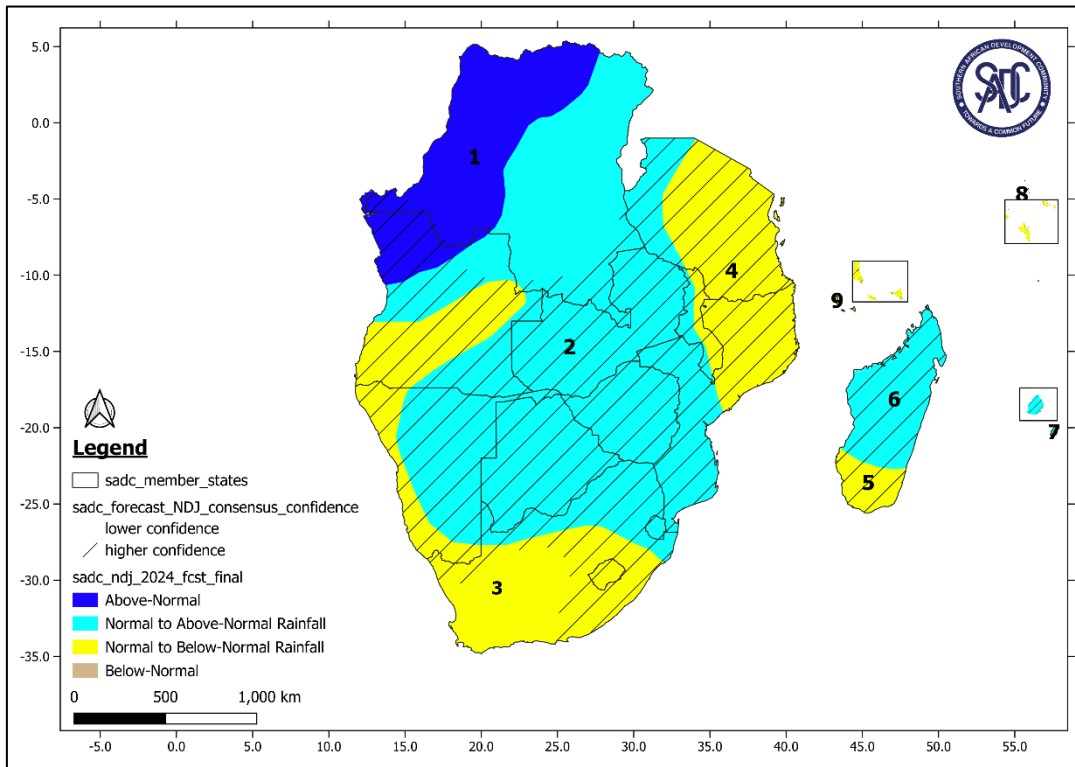 SOUTHERN AFRICAN DEVELOPMENT COMMUNITY
SADC
TOWARDS A COMMON FUTURE
5.0
0.0
-5.0
-10.0
-15.0
-20.0
-25.0
-30.0
-35.0
1
2
3
4
5
6
7
8
9
Legend
sadc_member_states
sadc_forecast_NDJ_consensus_confidence
lower confidence
higher confidence
sadc_ndj_2024_fcst_final
Above-Normal
Normal to Above-Normal Rainfall
Normal to Below-Normal Rainfall
Below-Normal
0 500 1,000 km
-5.0 0.0 5.0 10.0 15.0 20.0 25.0 30.0 35.0 40.0 45.0 50.0 55.0